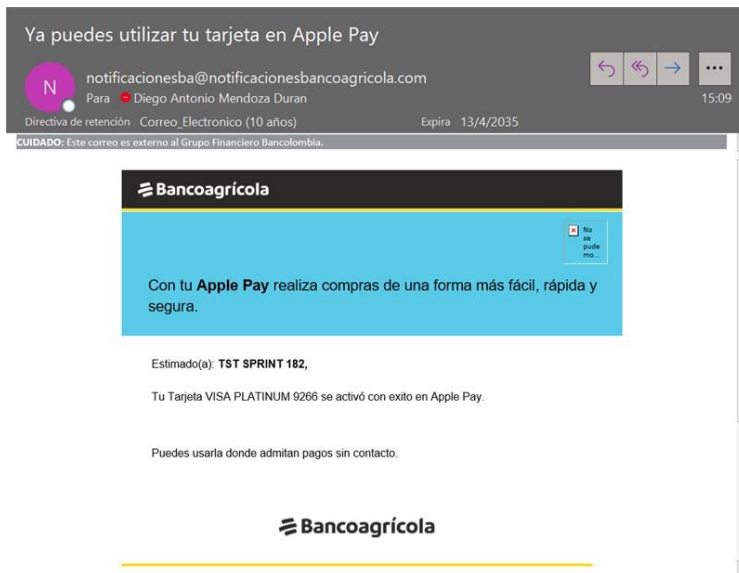 Ya puedes utilizar tu tarjeta en Apple Pay
N
notificacionesba@notificacionesbancoagricola.com
Para Diego Antonio Mendoza Duran
15:09
Directiva de retención Correo_Electronico (10 años) Expira 13/4/2035
CUIDADO: Este correo es externo al Grupo Financiero Bancolombia.
Bancoagrícola
No
se
pude
mo...
Con tu Apple Pay realiza compras de una forma más fácil, rápida y
segura.
Estimado(a): TST SPRINT 182,
Tu Tarjeta VISA PLATINUM 9266 se activó con exito en Apple Pay.
Puedes usarla donde admitan pagos sin contacto.
Bancoagrícola